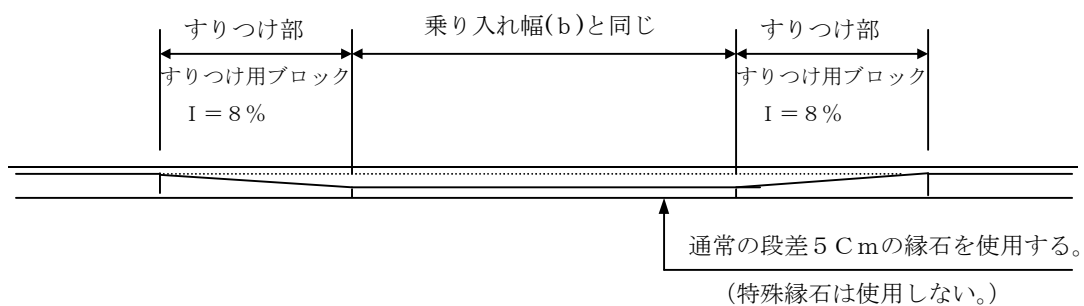 すりつけ部
乗り入れ幅(ｂ)と同じ
すりつけ部
すりつけ用ブロック
Ｉ＝８％
すりつけ用ブロック
Ｉ＝８％
通常の段差５Ｃｍの縁石を使用する。
（特殊縁石は使用しない。）